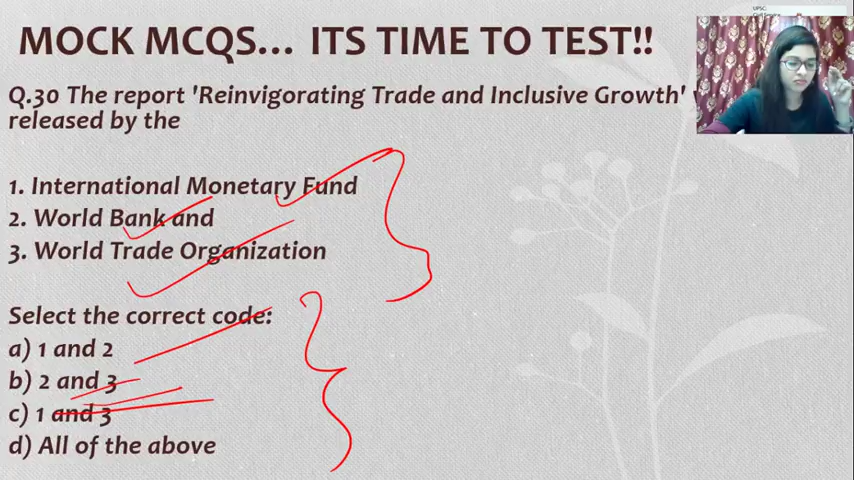 MOCK MCQS... ITS TIME TO TEST!!
Q.30 The report 'Reinvigorating Trade and Inclusive Growth'
released by the
1. International Monetary Fund
2. World Bank and
3. World Trade Organization
Select the correct code:
a) 1 and 2
b) 2 and 3
c) 1 and 3
d) All of the above
UPSC